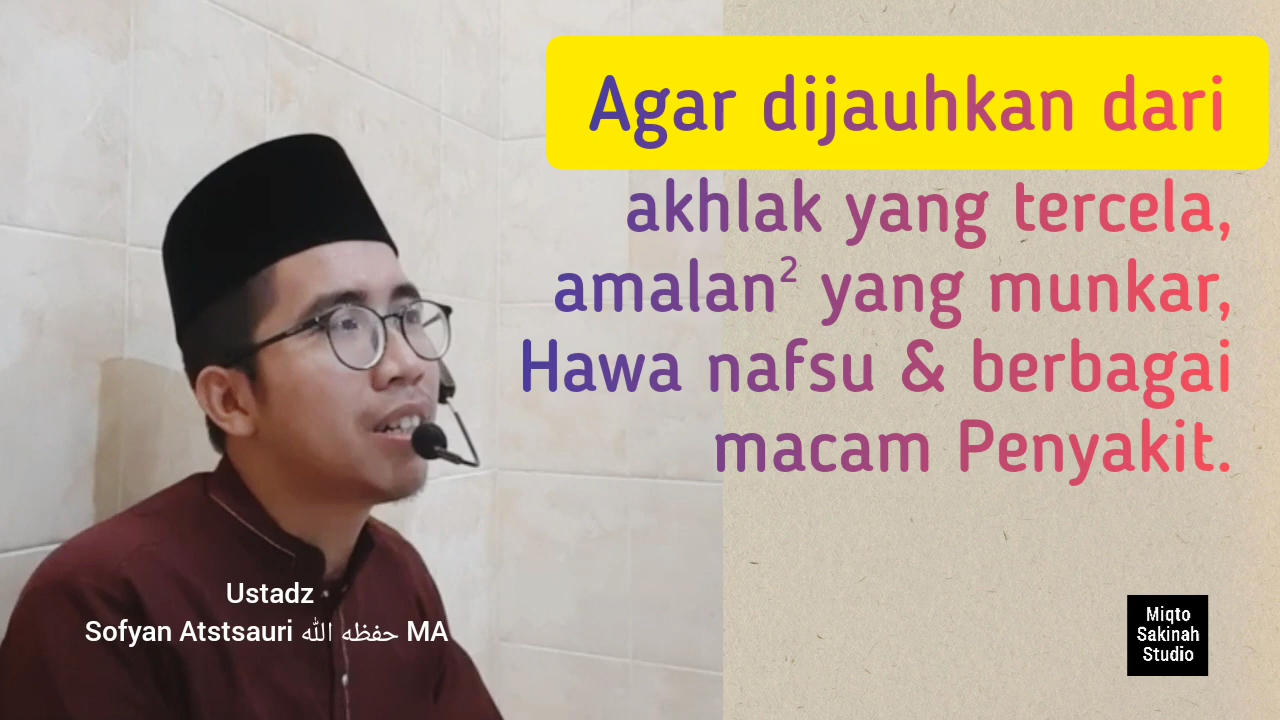 Agar dijauhkan dari
akhlak yang tercela,
amalan² yang munkar,
Hawa nafsu & berbagai
macam Penyakit.
Ustadz
Sofyan Atstsauri حفظه الله MA
Miqto
Sakinah
Studio